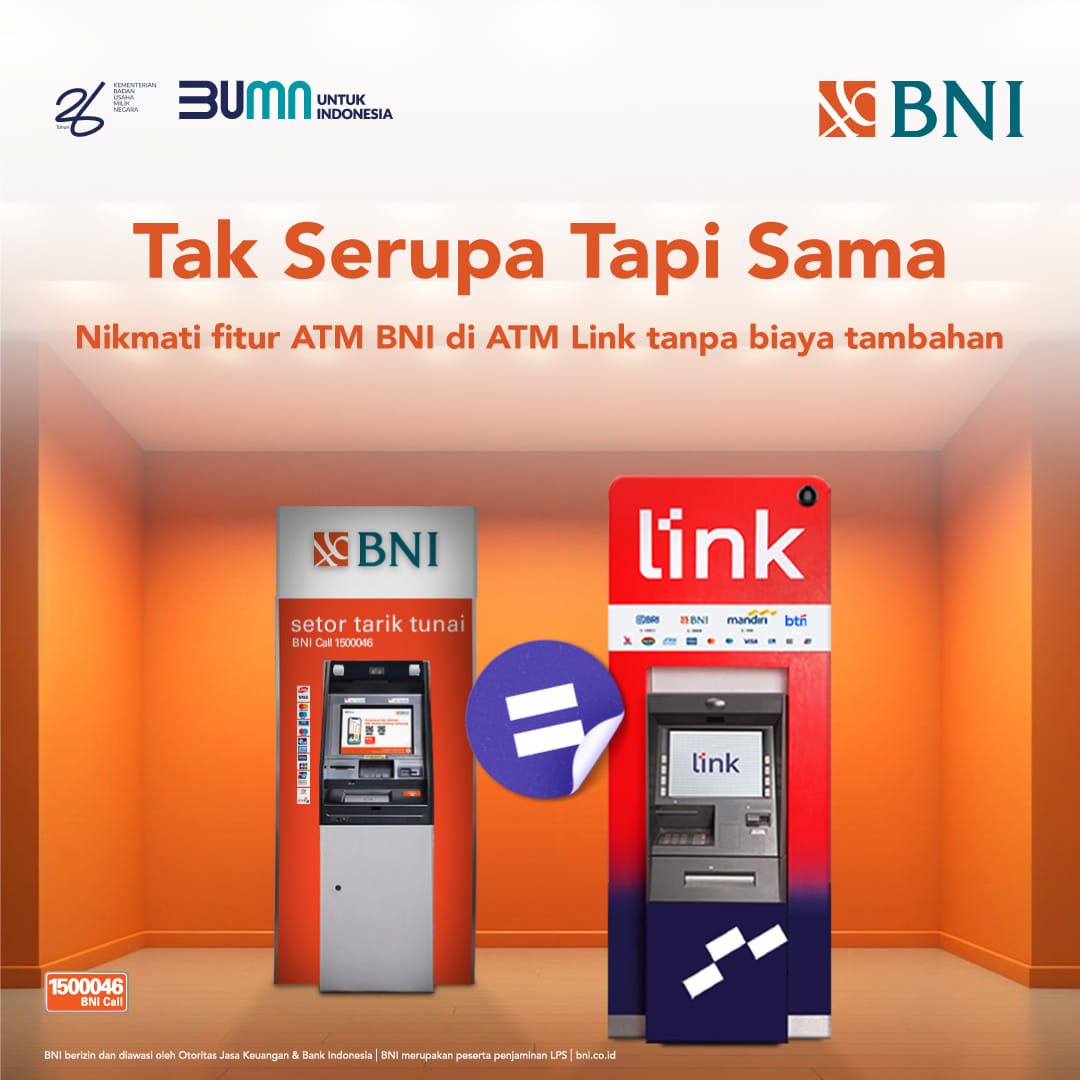 26
Tahun
KEMENTERIAN
BADAN
USAHA
MILIK
NEGARA
BUMN UNTUK
INDONESIA
BNI
Tak Serupa Tapi Sama
Nikmati fitur ATM BNI di ATM Link tanpa biaya tambahan
BNI
setor tarik tunai
BNI Call 1500046
VISA
link
BRI BNI mandiri btn
VISA
link
1500046
BNI Call
BNI berizin dan diawasi oleh Otoritas Jasa Keuangan & Bank Indonesia | BNI merupakan peserta penjaminan LPS | bni.co.id